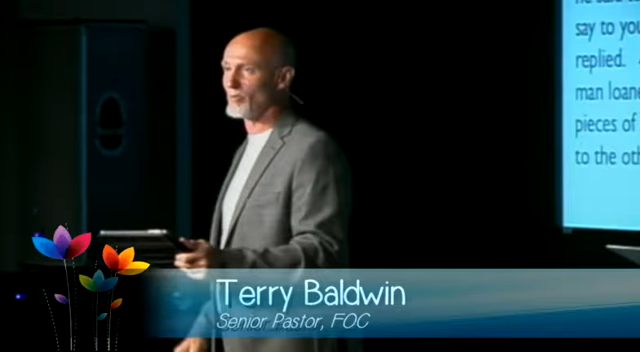 say to you
replied.
man loane
pieces of
to the oth
Terry Baldwin
Senior Pastor, FOC